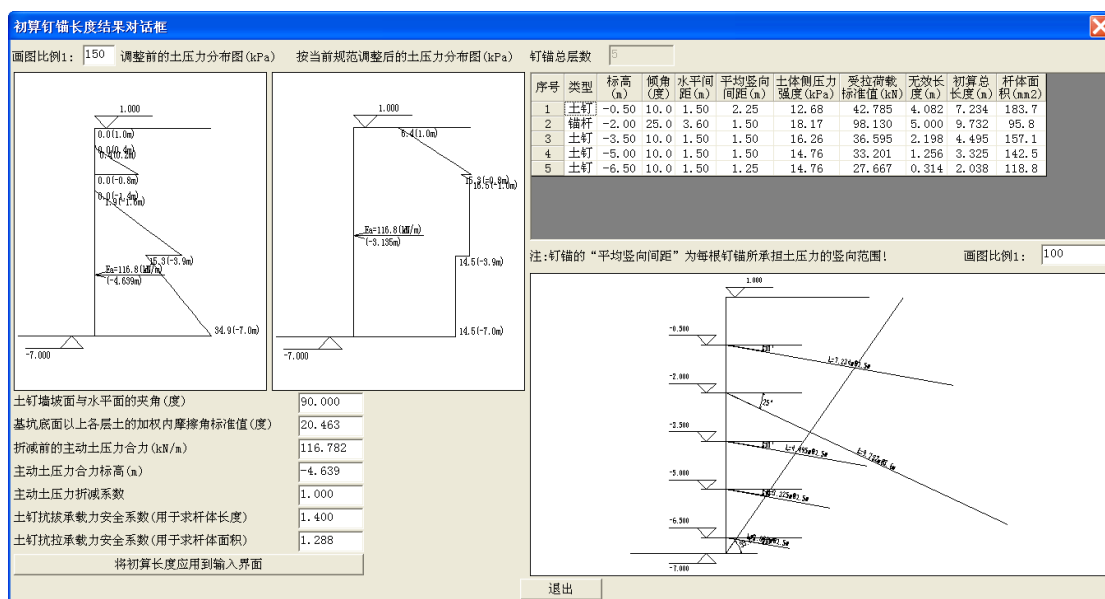 初算钉锚长度结果对话框
画图比例1: 150 调整前的土压力分布图(kPa) 按当前规范调整后的土压力分布图(kPa) 钉锚总层数 5
序号 类型 标高(m) 倾角(度) 水平间距(m) 平均竖向间距(m) 土体侧压力强度(kPa) 受拉荷载标准值(kN) 无效长度(m) 初算总长度(m) 杆体面积(mm2)
1 土钉 -0.50 10.0 1.50 2.25 12.68 42.785 4.082 7.234 183.7
2 锚杆 -2.00 25.0 3.60 1.50 18.17 98.130 5.000 9.732 95.8
3 土钉 -3.50 10.0 1.50 1.50 16.26 36.595 2.198 4.495 157.1
4 土钉 -5.00 10.0 1.50 1.50 14.76 33.201 1.256 3.325 142.5
5 土钉 -6.50 10.0 1.50 1.25 14.76 27.667 0.314 2.038 118.8
注:钉锚的“平均竖向间距”为每根钉锚所承担土压力的竖向范围! 画图比例1: 100
1.000
0.0(1.0m)
0.0(-0.8m)
15.3(-3.9m)
Ea=116.8(kN/m)
(-4.639m)
34.9(-7.0m)
-7.000
1.000
6.4(1.0m)
Ea=116.8(kN/m)
(-3.135m)
14.5(-3.9m)
14.5(-7.0m)
-7.000
1.000
-0.500
-2.000
25°
-3.500
-5.000
-6.500
-7.000
土钉墙坡面与水平面的夹角(度) 90.000
基坑底面以上各层土的加权内摩擦角标准值(度) 20.463
折减前的主动土压力合力(kN/m) 116.782
主动土压力合力标高(m) -4.639
主动土压力折减系数 1.000
土钉抗拔承载力安全系数(用于求杆体长度) 1.400
土钉抗拉承载力安全系数(用于求杆体面积) 1.288
将初算长度应用到输入界面
退出